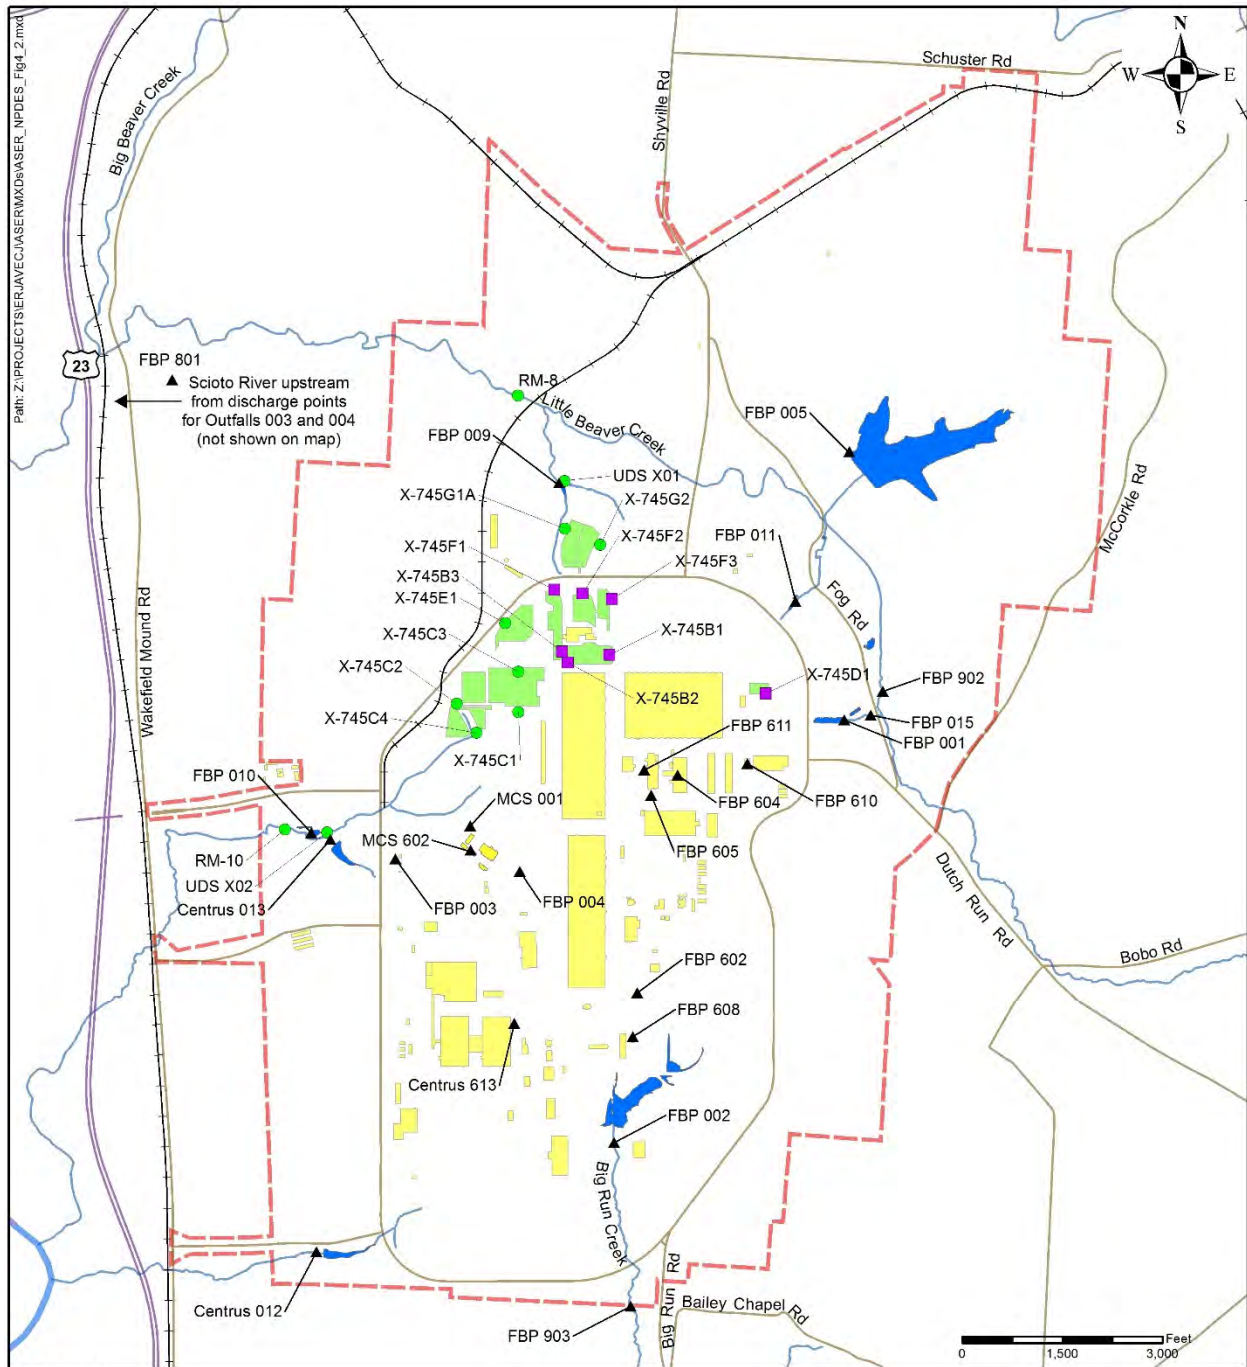 Path: Z:\PROJECTS\ERJAVECJ\ASER\MXDs\ASER_NPDES_Fig4_2.mxd
N
W
E
S
Schuster Rd
Shyville Rd
Big Beaver Creek
23
FBP 801
Scioto River upstream
from discharge points
for Outfalls 003 and 004
(not shown on map)
RM-8
Little Beaver Creek
FBP 005
McCorkle Rd
FBP 009
UDS X01
X-745G1A
X-745G2
X-745F1
X-745F2
FBP 011
X-745B3
X-745F3
X-745E1
Fog Rd
Wakefield Mound Rd
X-745C3
X-745B1
X-745C2
X-745D1
FBP 902
X-745B2
X-745C4
FBP 015
FBP 611
FBP 001
X-745C1
FBP 010
MCS 001
FBP 604
FBP 610
MCS 602
FBP 605
RM-10
UDS X02
Centrus 013
FBP 003
FBP 004
Dutch Run Rd
Bobo Rd
FBP 602
FBP 608
Centrus 613
FBP 002
Big Run Creek
Big Run Rd
Centrus 012
Bailey Chapel Rd
FBP 903
Feet
0
1,500
3,000